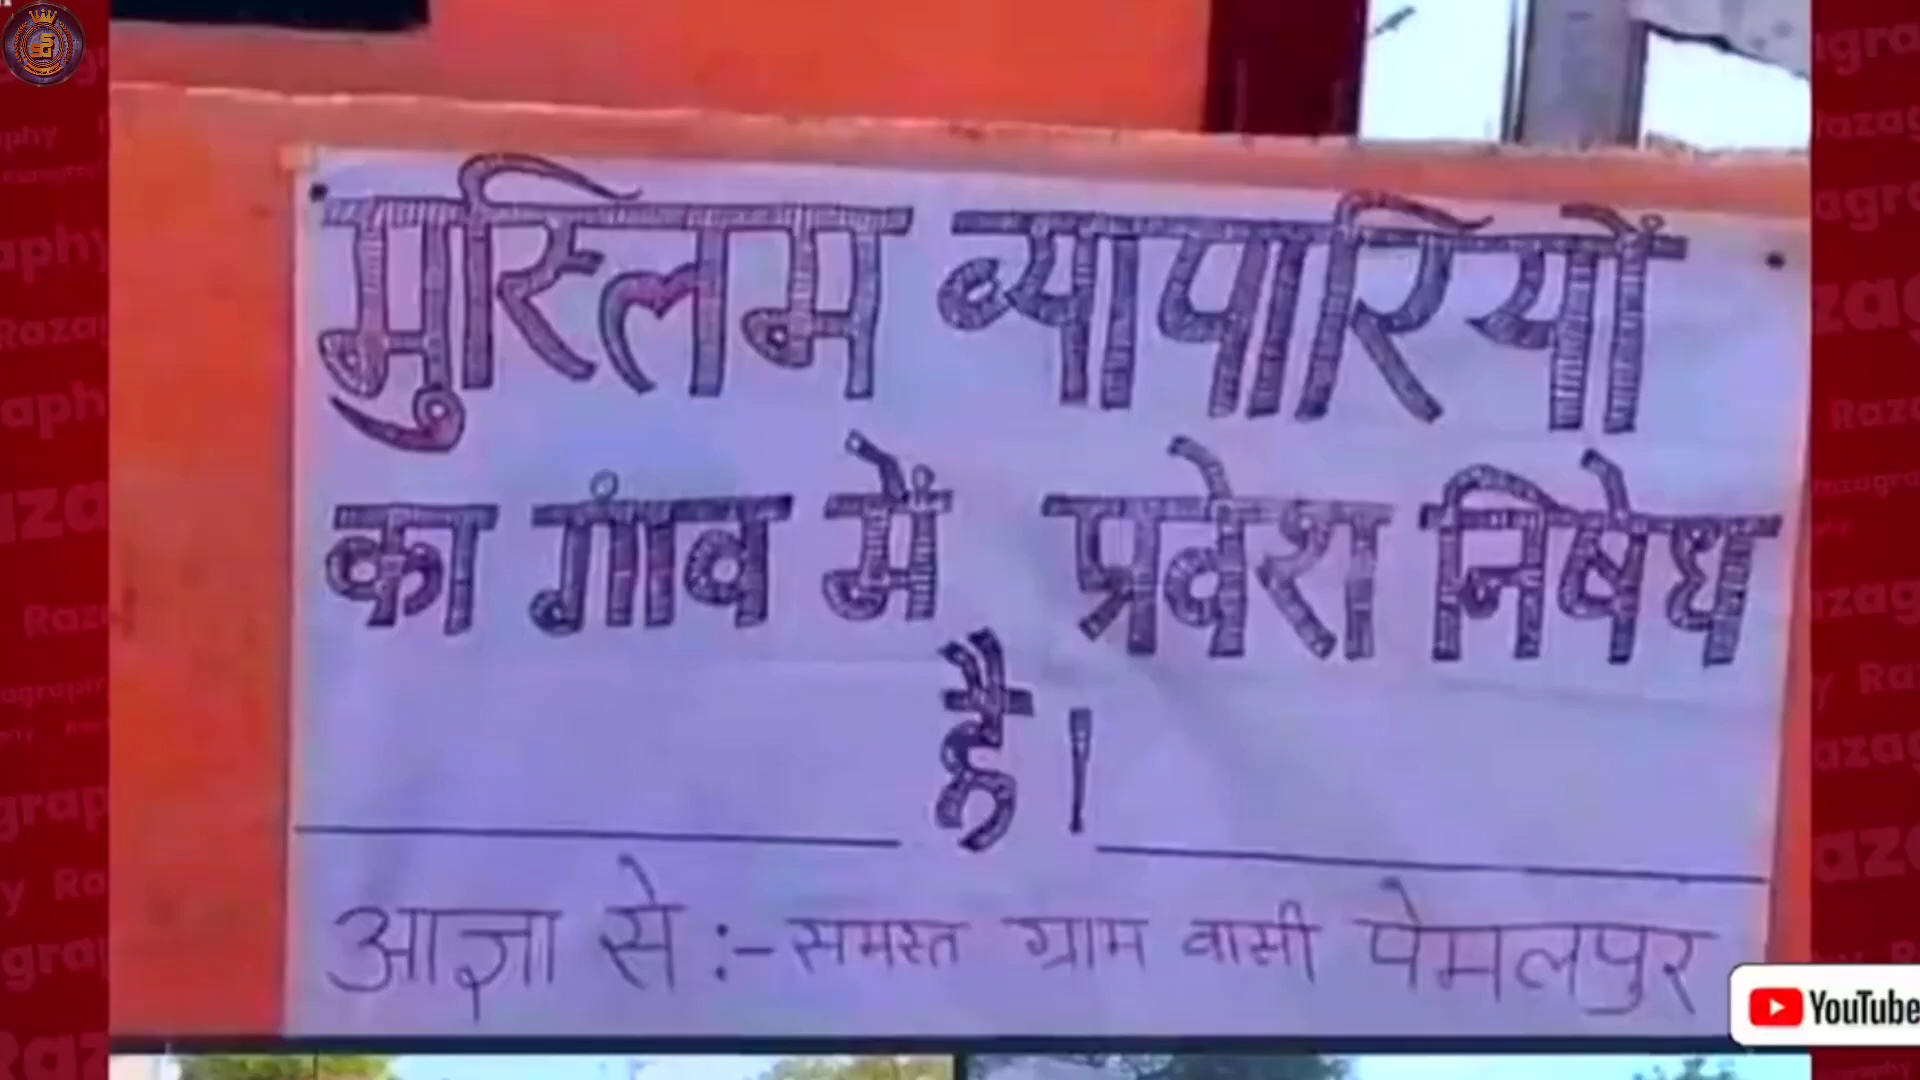 मुस्लिम व्यापारियों
का गांव में प्रवेश निषेध
है।
आज्ञा से :- समस्त ग्राम वासी पेमलपुर
YouTube